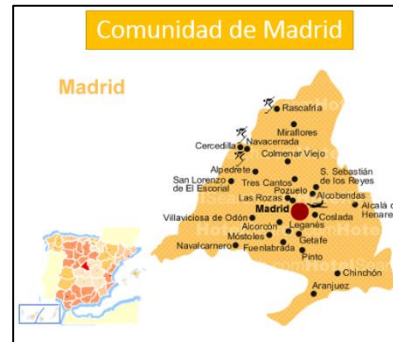 Comunidad de Madrid
Madrid
Rascafría
Miraflores
Cercedilla
Navacerrada
Colmenar Viejo
Alpedrete
San Lorenzo
de El Escorial
Tres Cantos
S. Sebastián
de los Reyes
Pozuelo
Las Rozas
Alcobendas
Madrid
Alcalá de
Henares
Villaviciosa de Odón
Coslada
Alcorcón
Leganés
Móstoles
Getafe
Navalcarnero
Fuenlabrada
Pinto
Chinchón
Aranjuez